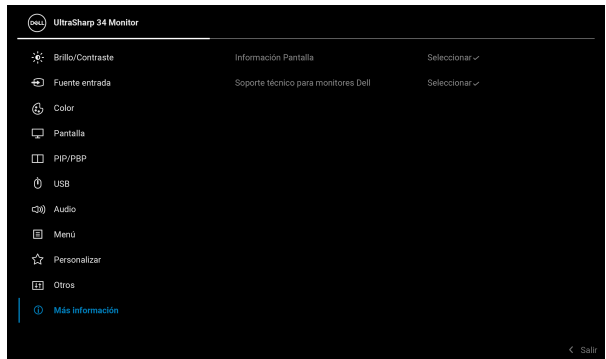 DELL UltraSharp 34 Monitor
Brillo/Contraste Información Pantalla Seleccionar
Fuente entrada Soporte técnico para monitores Dell Seleccionar
Color
Pantalla
PIP/PBP
USB
Audio
Menú
Personalizar
Otros
Más información
Salir